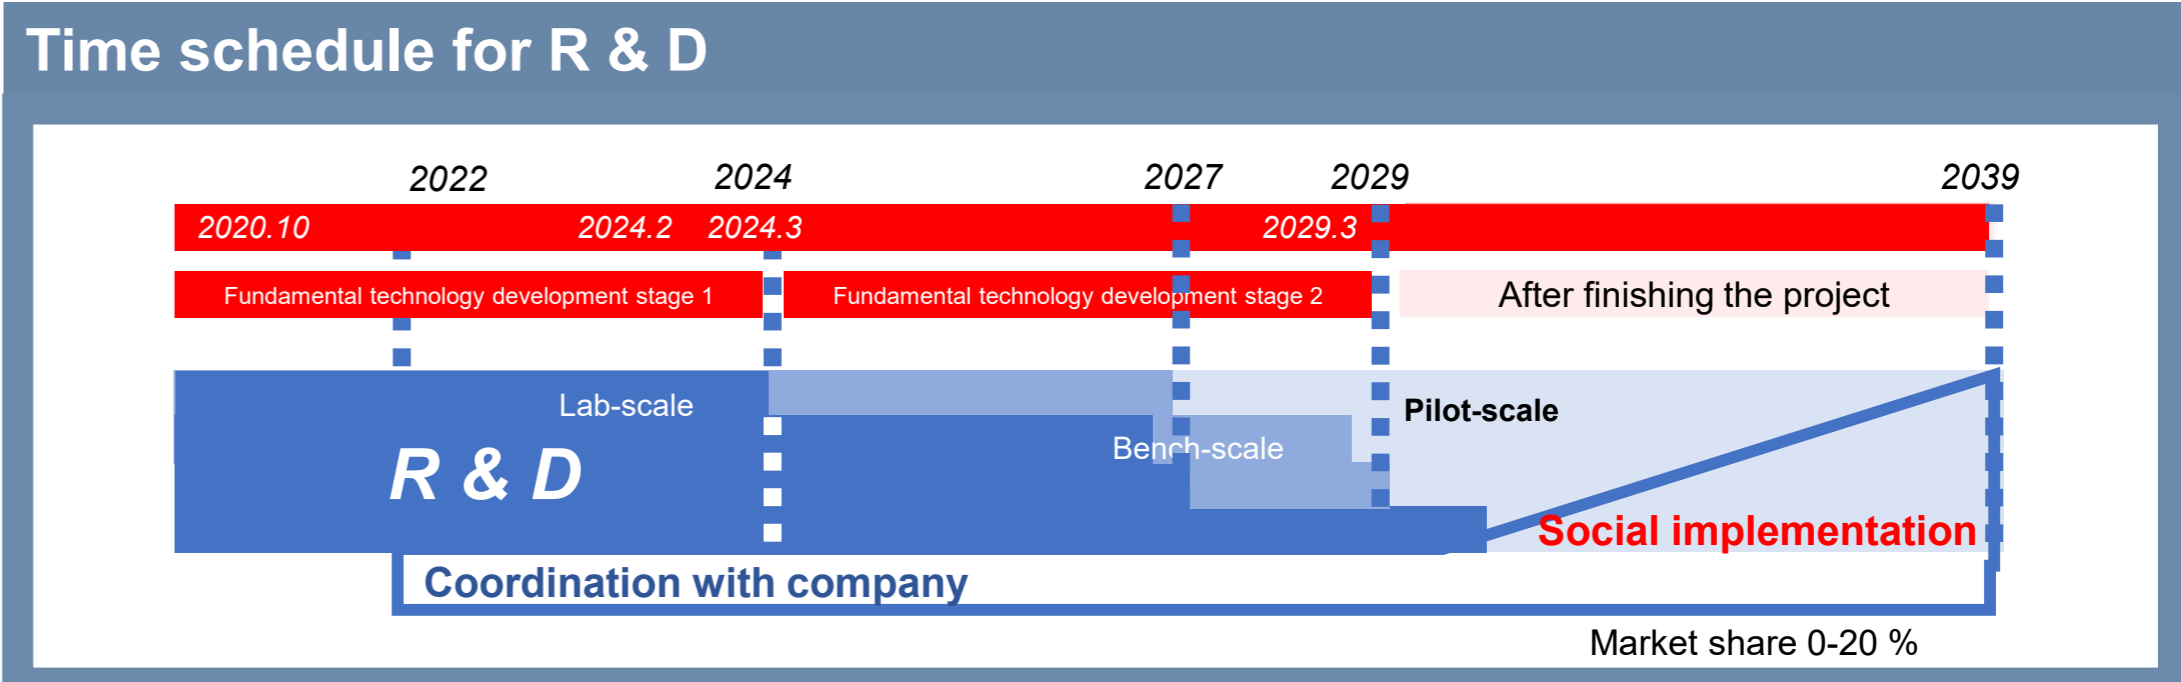 Time schedule for R & D
2022 2024 2027 2029 2039
2020.10 2024.2 2024.3 2029.3
Fundamental technology development stage 1 Fundamental technology development stage 2 After finishing the project
Lab-scale
Pilot-scale
Bench-scale
R & D
Social implementation
Coordination with company
Market share 0-20 %